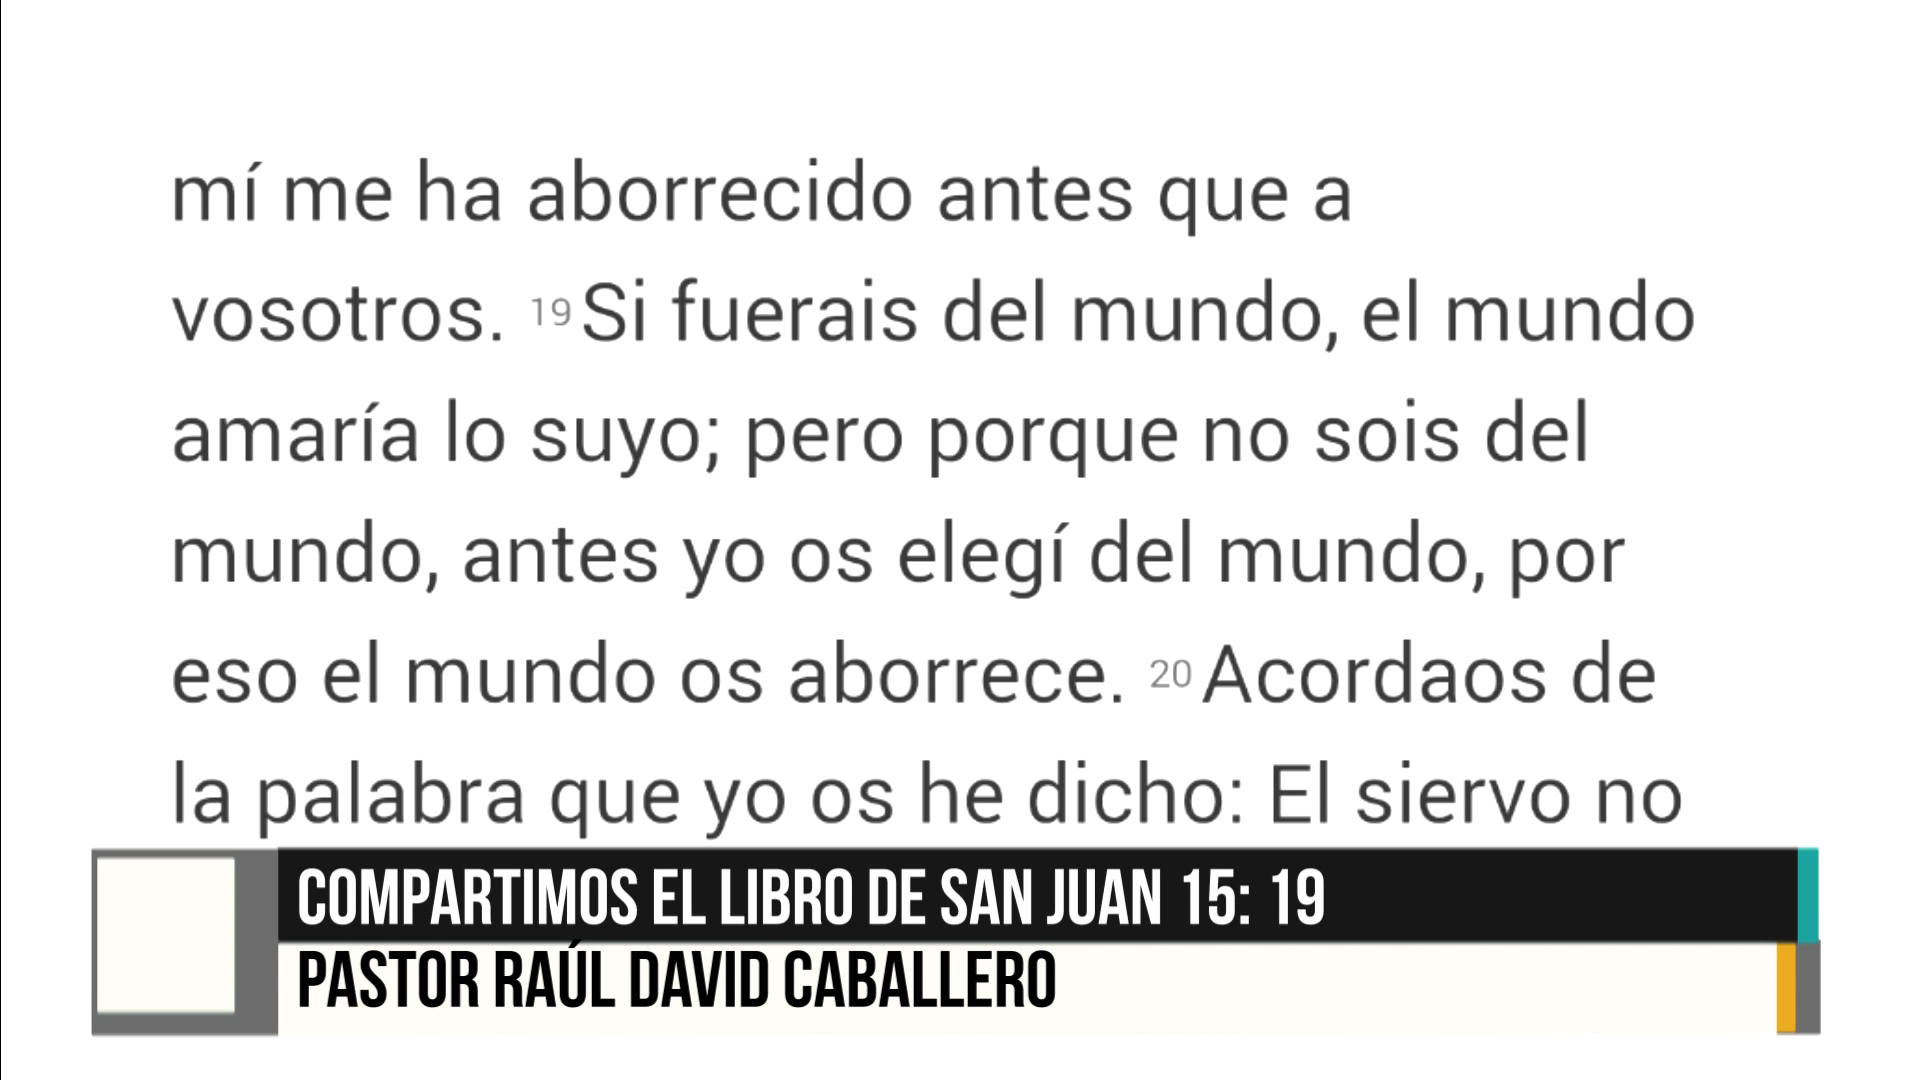 mí me ha aborrecido antes que a
vosotros. 19 Si fuerais del mundo, el mundo
amaría lo suyo; pero porque no sois del
mundo, antes yo os elegí del mundo, por
eso el mundo os aborrece. 20 Acordaos de
la palabra que yo os he dicho: El siervo no
COMPARTIMOS EL LIBRO DE SAN JUAN 15: 19
PASTOR RAÚL DAVID CABALLERO